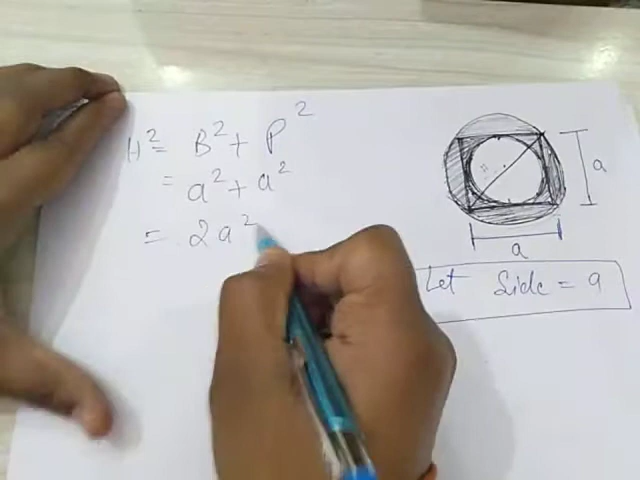 H² = B² + P²
= a² + a²
= 2a²
a
a
Let Side = a